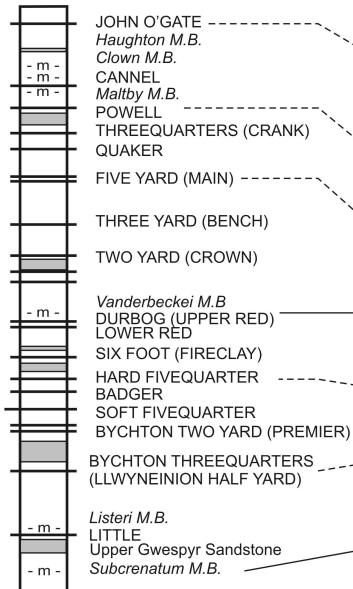 JOHN O'GATE
Haughton M.B.
Clown M.B.
- m -
- m -
CANNEL
- m -
Maltby M.B.
POWELL
THREEQUARTERS (CRANK)
QUAKER
FIVE YARD (MAIN)
THREE YARD (BENCH)
TWO YARD (CROWN)
Vanderbeckei M.B
- m -
DURBOG (UPPER RED)
LOWER RED
SIX FOOT (FIRECLAY)
HARD FIVEQUARTER
BADGER
SOFT FIVEQUARTER
BYCHTON TWO YARD (PREMIER)
BYCHTON THREEQUARTERS
(LLWYNEINION HALF YARD)
Listeri M.B.
- m -
LITTLE
Upper Gwespyr Sandstone
- m - Subcrenatum M.B.